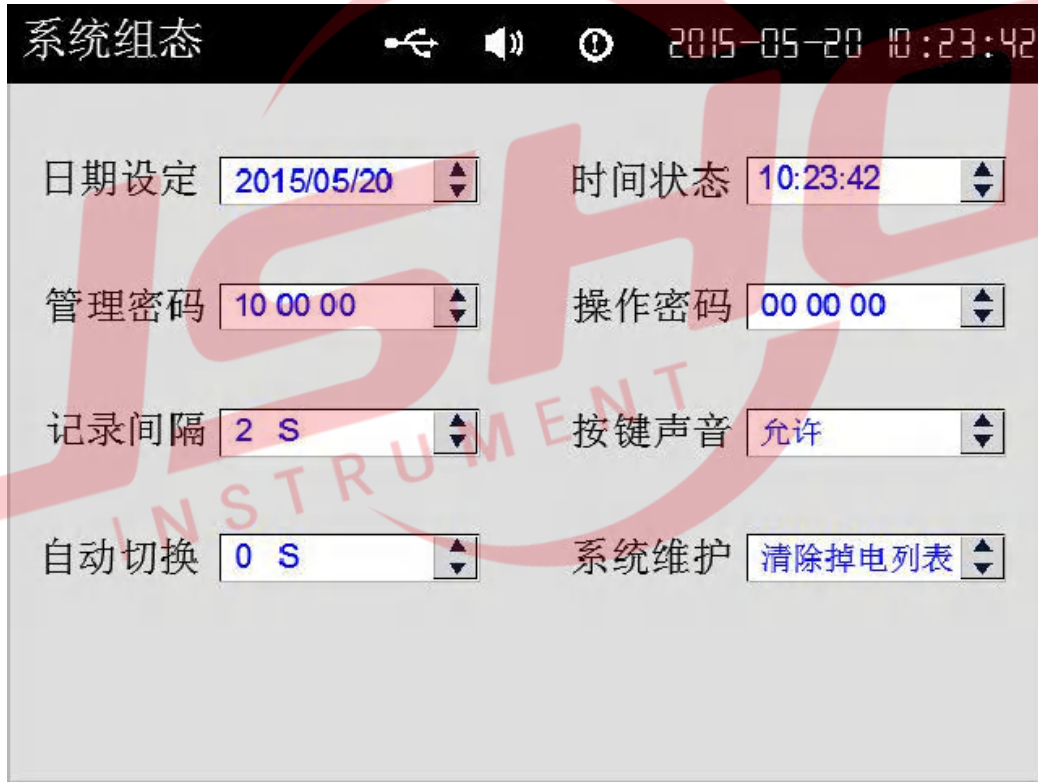 系统组态 2015-05-20 10:23:42
日期设定 2015/05/20 时间状态 10:23:42
管理密码 10 00 00 操作密码 00 00 00
记录间隔 2 S 按键声音 允许
自动切换 0 S 系统维护 清除掉电列表
JSHO
INSTRUMENT